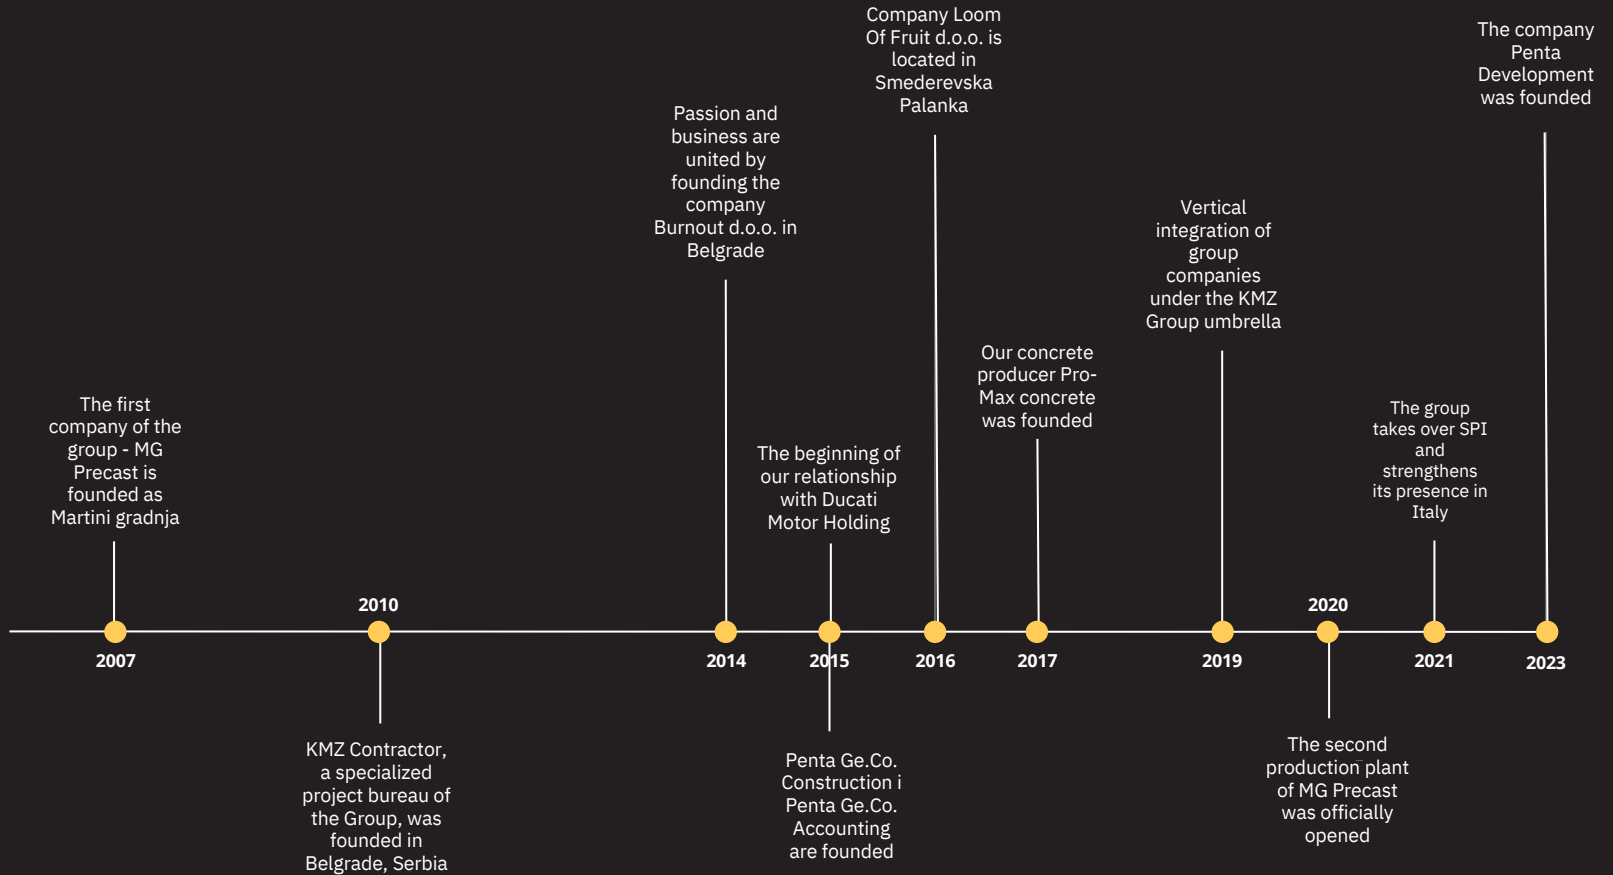 The first
company of the
group - MG
Precast is
founded as
Martini gradnja
2007
2010
KMZ Contractor,
a specialized
project bureau of
the Group, was
founded in
Belgrade, Serbia
Passion and
business are
united by
founding the
company
Burnout d.o.o. in
Belgrade
2014
The beginning of
our relationship
with Ducati
Motor Holding
2015
Penta Ge.Co.
Construction i
Penta Ge.Co.
Accounting
are founded
Company Loom
Of Fruit d.o.o. is
located in
Smederevska
Palanka
2016
Our concrete
producer Pro-
Max concrete
was founded
2017
Vertical
integration of
group
companies
under the KMZ
Group umbrella
2019
2020
The second
production plant
of MG Precast
was officially
opened
The group
takes over SPI
and
strengthens
its presence in
Italy
2021
The company
Penta
Development
was founded
2023